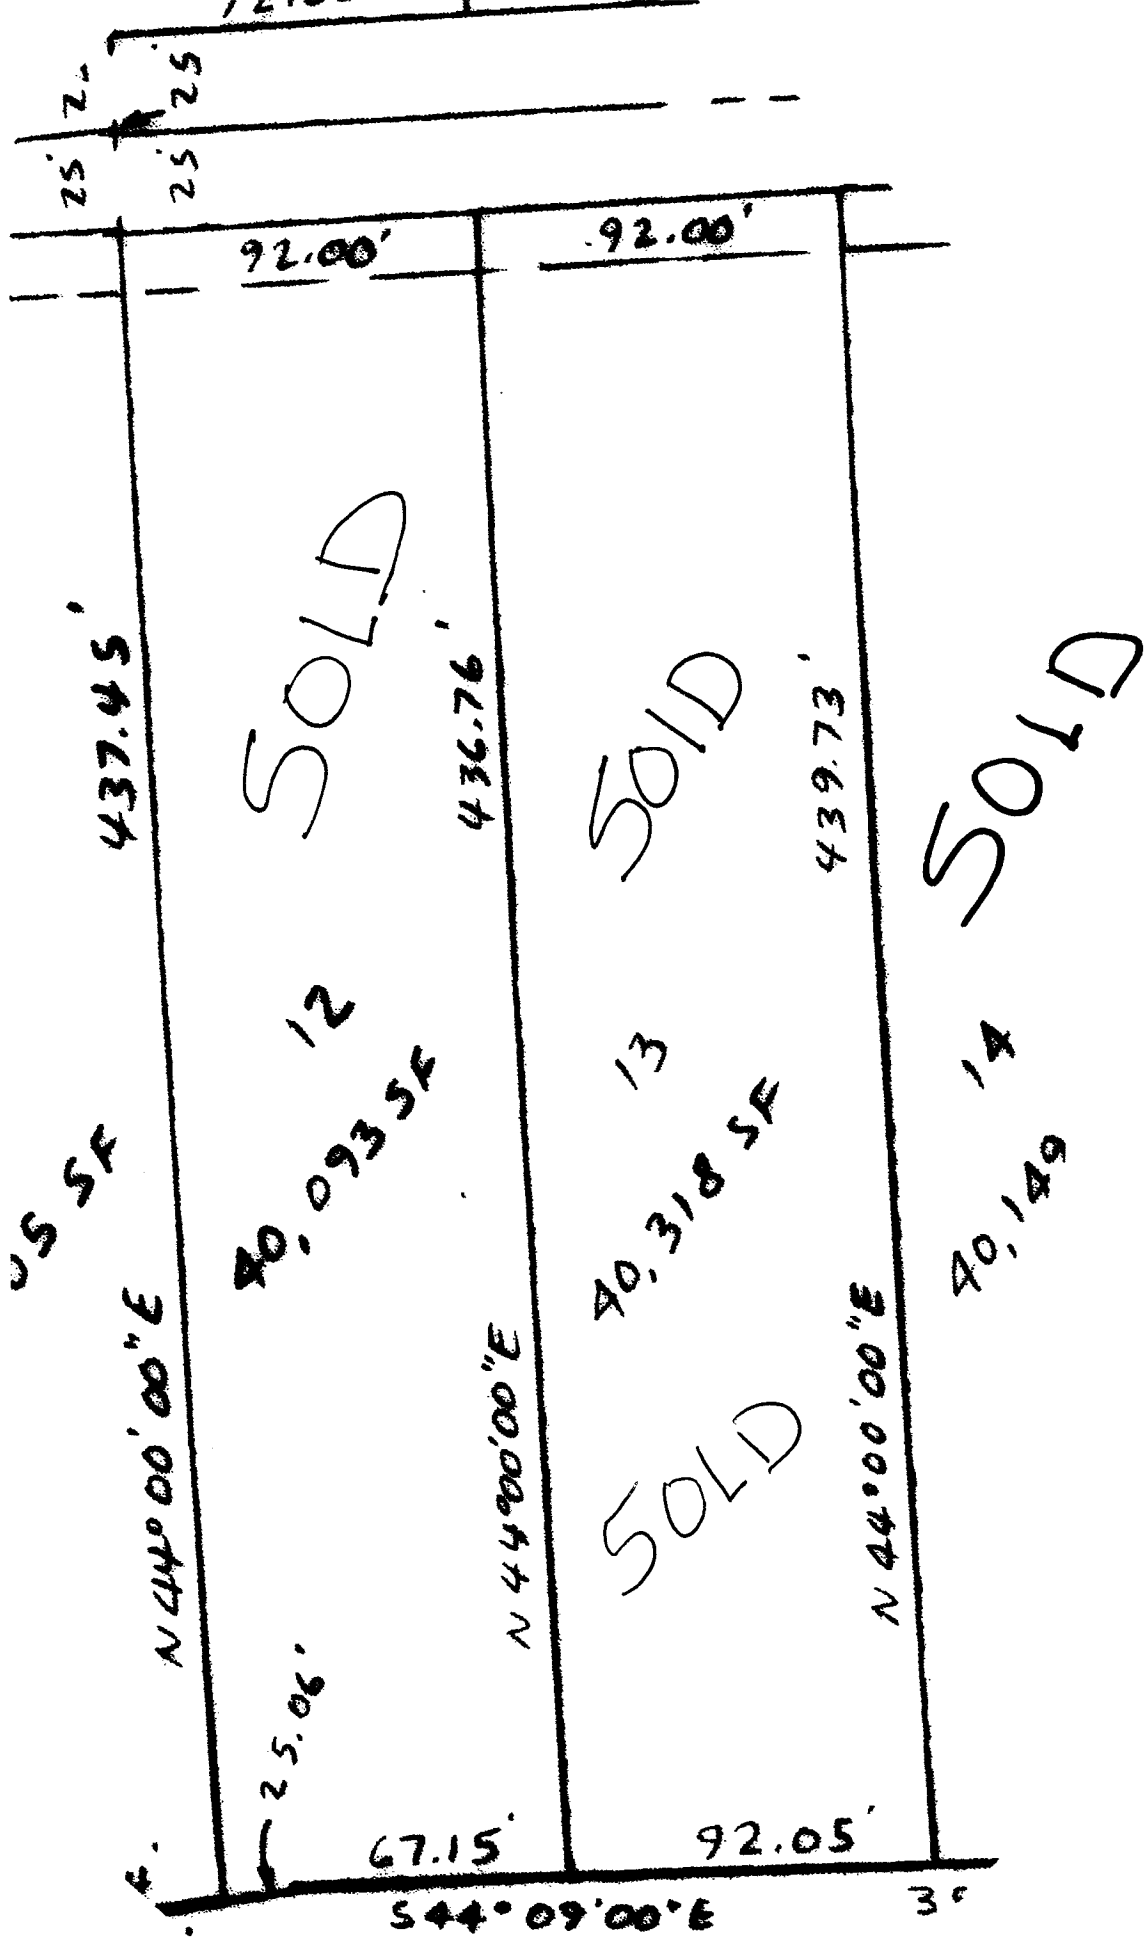 25
25'
25'
92.00'
92.00'
437.45'
SOLD
436.76'
SOLD
439.73'
SOLD
12
40,093 SF
13
40,318 SF
14
40,149
5 SF
N 44° 00' 00" E
N 44° 00' 00" E
N 44° 00' 00" E
SOLD
25.06'
67.15'
92.05'
S 44° 09' 00" E